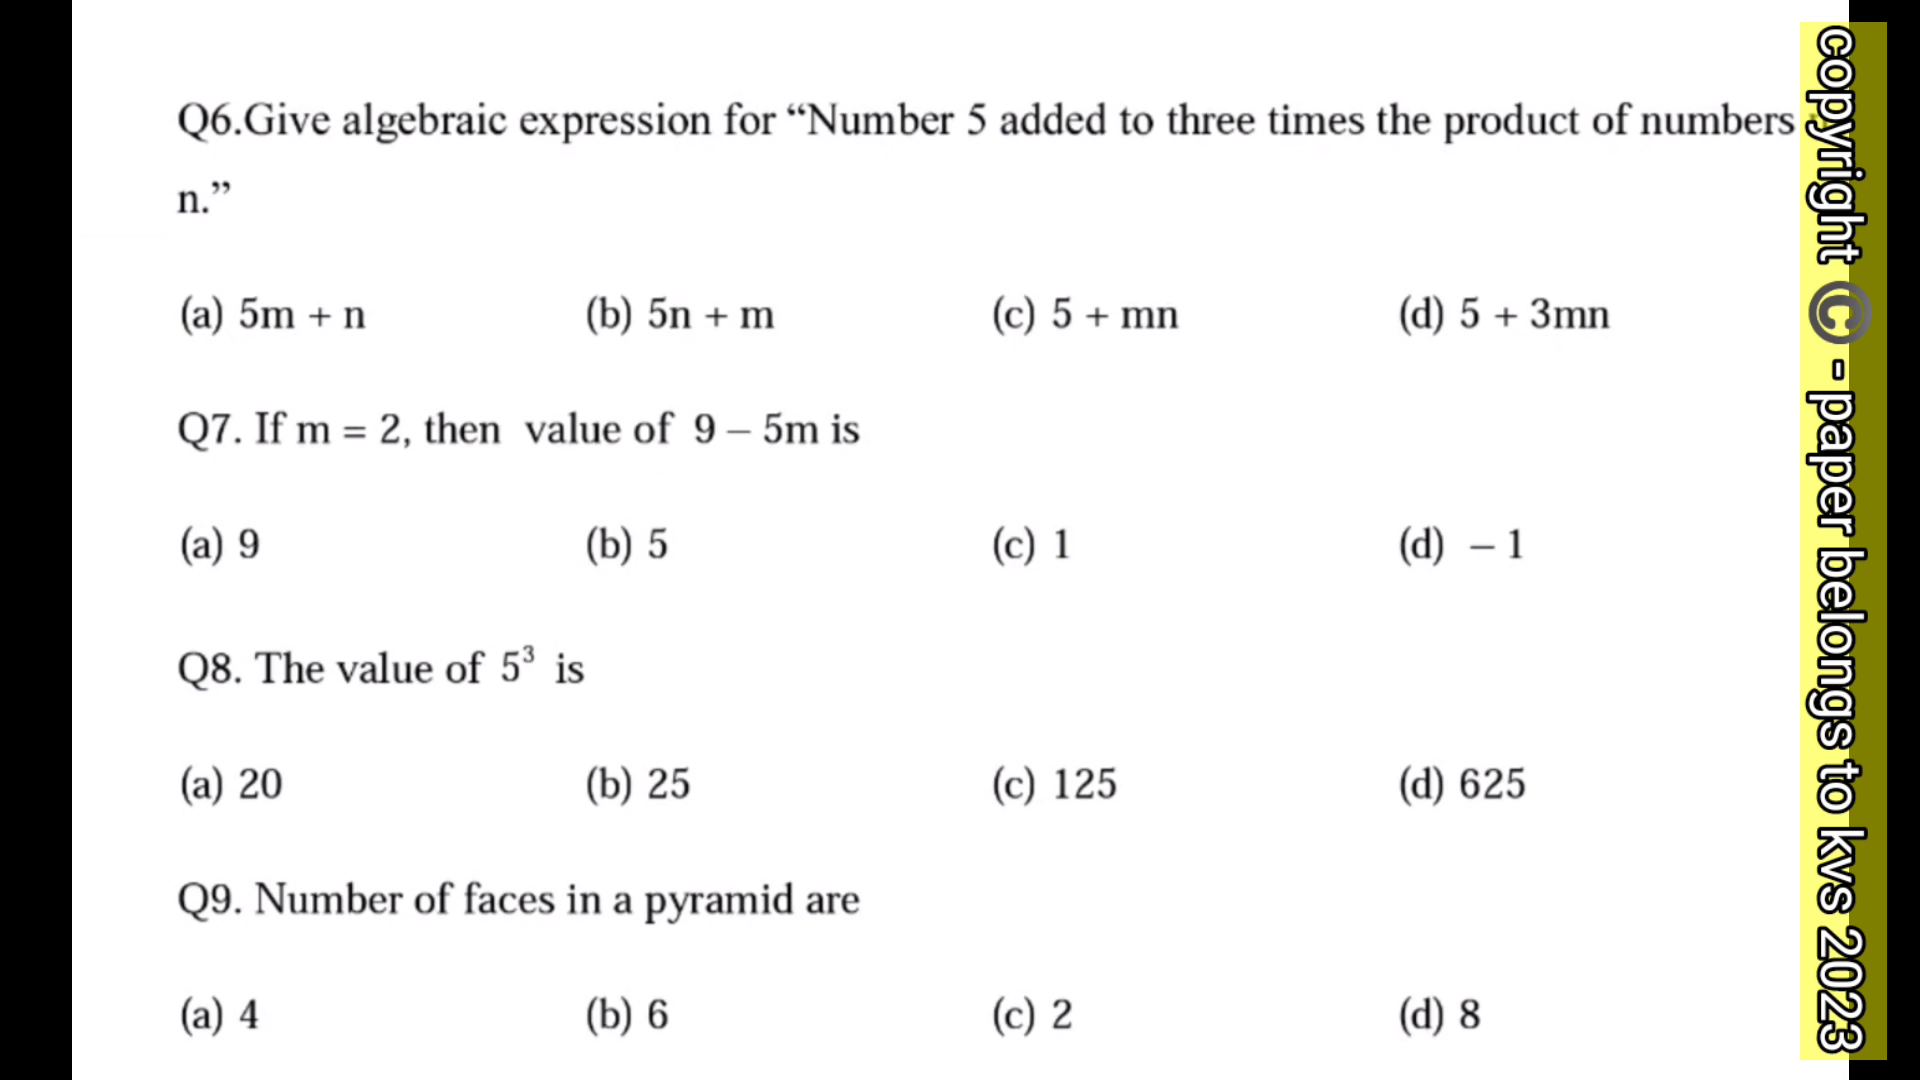 Q6.Give algebraic expression for “Number 5 added to three times the product of numbers
n.”
(a) 5m + n (b) 5n + m (c) 5 + mn (d) 5 + 3mn
Q7. If m = 2, then value of 9 – 5m is
(a) 9 (b) 5 (c) 1 (d) – 1
Q8. The value of 5³ is
(a) 20 (b) 25 (c) 125 (d) 625
Q9. Number of faces in a pyramid are
(a) 4 (b) 6 (c) 2 (d) 8
copyright © - paper belongs to kvs 2023